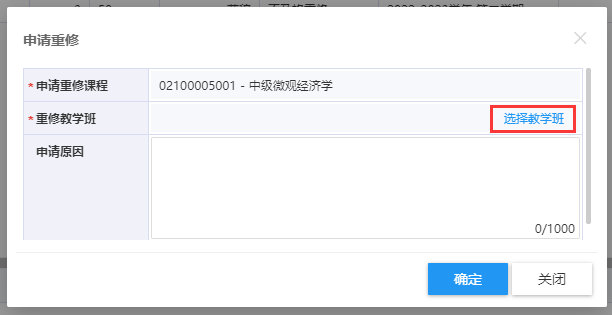 申请重修
*申请重修课程
02100005001 - 中级微观经济学
*重修教学班
选择教学班
申请原因
0/1000
确定
关闭